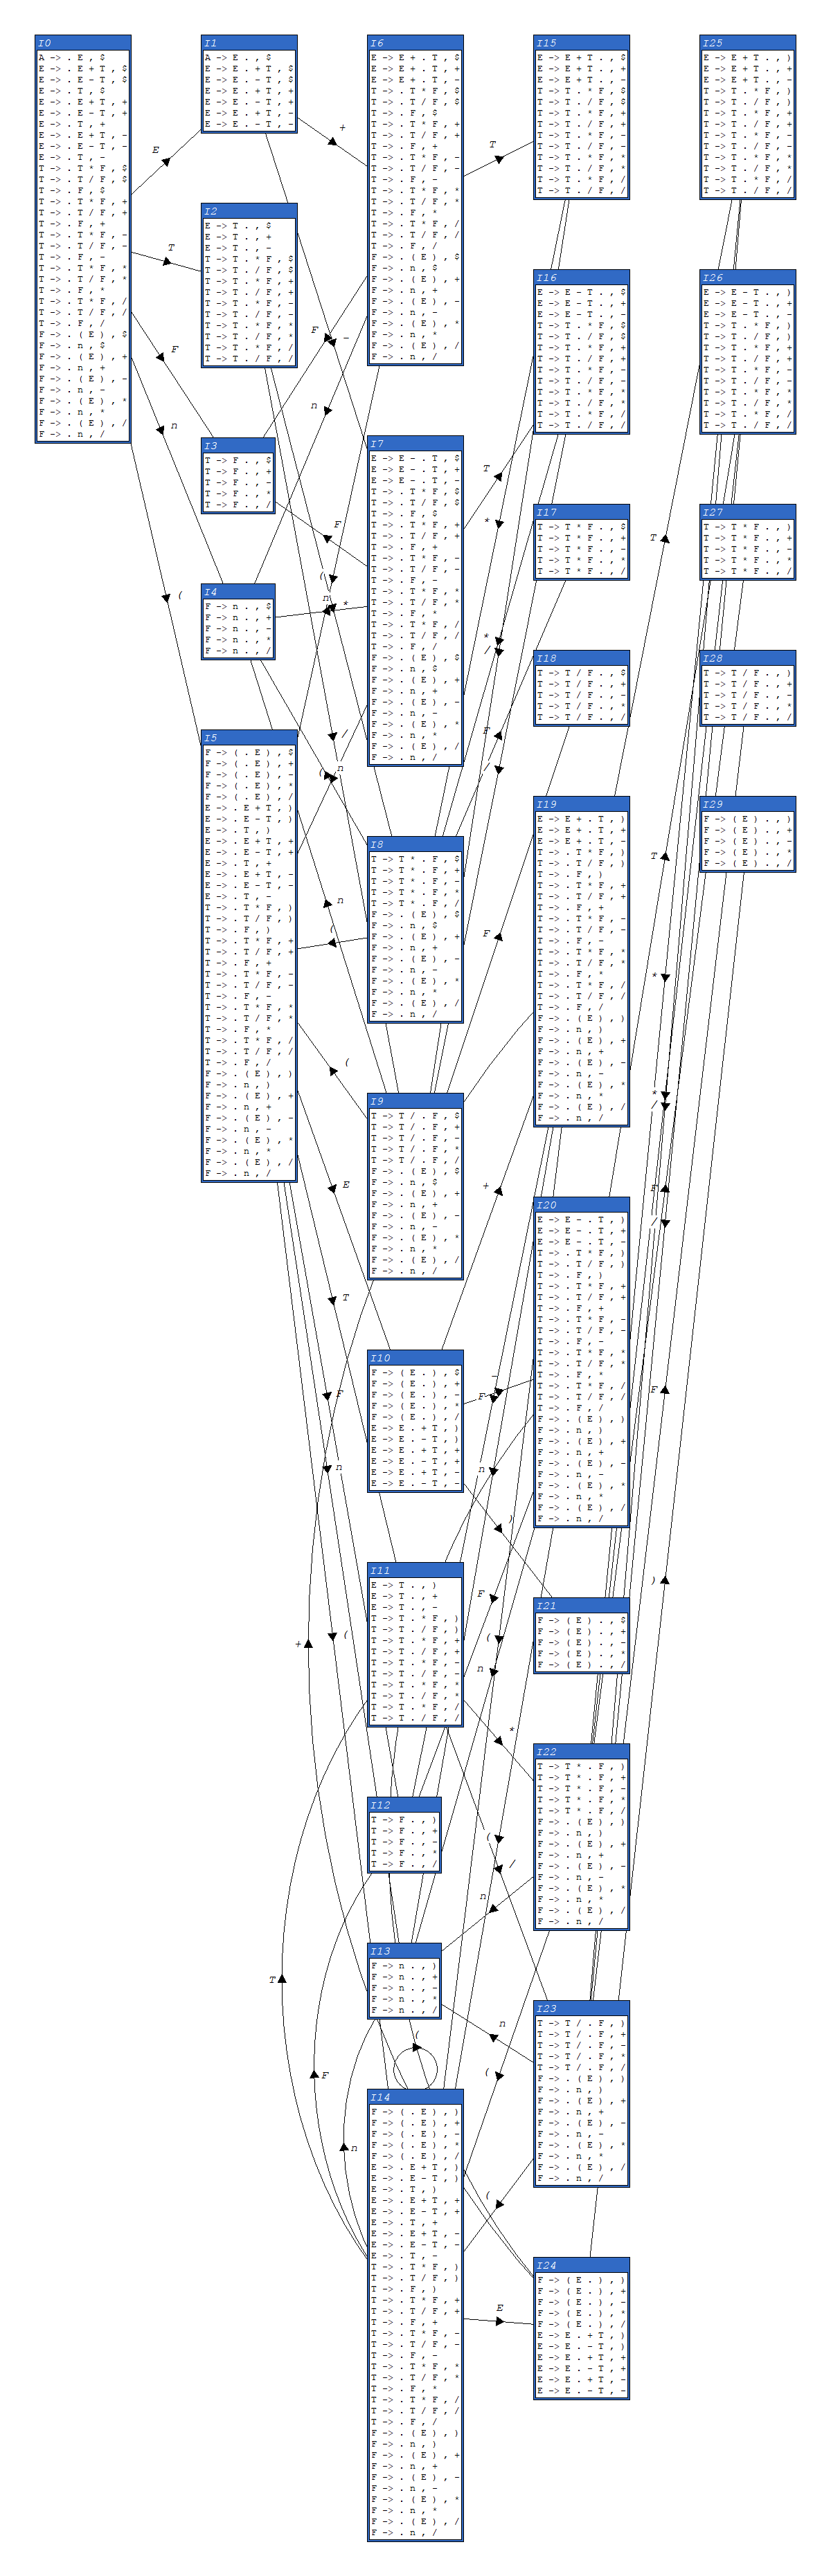 I0
A -> . E , $
E -> . E + T , $
E -> . E - T , $
E -> . T , $
E -> . E + T , +
E -> . E - T , +
E -> . T , +
E -> . E + T , -
E -> . E - T , -
E -> . T , -
T -> . T * F , $
T -> . T / F , $
T -> . F , $
T -> . T * F , +
T -> . T / F , +
T -> . F , +
T -> . T * F , -
T -> . T / F , -
T -> . F , -
T -> . T * F , *
T -> . T / F , *
T -> . F , *
T -> . T * F , /
T -> . T / F , /
T -> . F , /
F -> . ( E ) , $
F -> . n , $
F -> . ( E ) , +
F -> . n , +
F -> . ( E ) , -
F -> . n , -
F -> . ( E ) , *
F -> . n , *
F -> . ( E ) , /
F -> . n , /
E
T
F
n
(
I1
A -> E . , $
E -> E . + T , $
E -> E . - T , $
E -> E . + T , +
E -> E . - T , +
E -> E . + T , -
E -> E . - T , -
I2
E -> T . , $
E -> T . , +
E -> T . , -
T -> T . * F , $
T -> T . / F , $
T -> T . * F , +
T -> T . / F , +
T -> T . * F , -
T -> T . / F , -
T -> T . * F , *
T -> T . / F , *
T -> T . * F , /
T -> T . / F , /
I3
T -> F . , $
T -> F . , +
T -> F . , -
T -> F . , *
T -> F . , /
I4
F -> n . , $
F -> n . , +
F -> n . , -
F -> n . , *
F -> n . , /
I5
F -> ( . E ) , $
F -> ( . E ) , +
F -> ( . E ) , -
F -> ( . E ) , *
F -> ( . E ) , /
E -> . E + T , )
E -> . E - T , )
E -> . T , )
E -> . E + T , +
E -> . E - T , +
E -> . T , +
E -> . E + T , -
E -> . E - T , -
E -> . T , -
T -> . T * F , )
T -> . T / F , )
T -> . F , )
T -> . T * F , +
T -> . T / F , +
T -> . F , +
T -> . T * F , -
T -> . T / F , -
T -> . F , -
T -> . T * F , *
T -> . T / F , *
T -> . F , *
T -> . T * F , /
T -> . T / F , /
T -> . F , /
F -> . ( E ) , )
F -> . n , )
F -> . ( E ) , +
F -> . n , +
F -> . ( E ) , -
F -> . n , -
F -> . ( E ) , *
F -> . n , *
F -> . ( E ) , /
F -> . n , /
+
F
-
n
F
(
n
*
/
(
n
n
(
(
E
T
F
n
(
+
T
F
n
(
I6
E -> E + . T , $
E -> E + . T , +
E -> E + . T , -
T -> . T * F , $
T -> . T / F , $
T -> . F , $
T -> . T * F , +
T -> . T / F , +
T -> . F , +
T -> . T * F , -
T -> . T / F , -
T -> . F , -
T -> . T * F , *
T -> . T / F , *
T -> . F , *
T -> . T * F , /
T -> . T / F , /
T -> . F , /
F -> . ( E ) , $
F -> . n , $
F -> . ( E ) , +
F -> . n , +
F -> . ( E ) , -
F -> . n , -
F -> . ( E ) , *
F -> . n , *
F -> . ( E ) , /
F -> . n , /
I7
E -> E - . T , $
E -> E - . T , +
E -> E - . T , -
T -> . T * F , $
T -> . T / F , $
T -> . F , $
T -> . T * F , +
T -> . T / F , +
T -> . F , +
T -> . T * F , -
T -> . T / F , -
T -> . F , -
T -> . T * F , *
T -> . T / F , *
T -> . F , *
T -> . T * F , /
T -> . T / F , /
T -> . F , /
F -> . ( E ) , $
F -> . n , $
F -> . ( E ) , +
F -> . n , +
F -> . ( E ) , -
F -> . n , -
F -> . ( E ) , *
F -> . n , *
F -> . ( E ) , /
F -> . n , /
I8
T -> T * . F , $
T -> T * . F , +
T -> T * . F , -
T -> T * . F , *
T -> T * . F , /
F -> . ( E ) , $
F -> . n , $
F -> . ( E ) , +
F -> . n , +
F -> . ( E ) , -
F -> . n , -
F -> . ( E ) , *
F -> . n , *
F -> . ( E ) , /
F -> . n , /
I9
T -> T / . F , $
T -> T / . F , +
T -> T / . F , -
T -> T / . F , *
T -> T / . F , /
F -> . ( E ) , $
F -> . n , $
F -> . ( E ) , +
F -> . n , +
F -> . ( E ) , -
F -> . n , -
F -> . ( E ) , *
F -> . n , *
F -> . ( E ) , /
F -> . n , /
I10
F -> ( E . ) , $
F -> ( E . ) , +
F -> ( E . ) , -
F -> ( E . ) , *
F -> ( E . ) , /
E -> E . + T , )
E -> E . - T , )
E -> E . + T , +
E -> E . - T , +
E -> E . + T , -
E -> E . - T , -
I11
E -> T . , )
E -> T . , +
E -> T . , -
T -> T . * F , )
T -> T . / F , )
T -> T . * F , +
T -> T . / F , +
T -> T . * F , -
T -> T . / F , -
T -> T . * F , *
T -> T . / F , *
T -> T . * F , /
T -> T . / F , /
I12
T -> F . , )
T -> F . , +
T -> F . , -
T -> F . , *
T -> F . , /
I13
F -> n . , )
F -> n . , +
F -> n . , -
F -> n . , *
F -> n . , /
I14
F -> ( . E ) , )
F -> ( . E ) , +
F -> ( . E ) , -
F -> ( . E ) , *
F -> ( . E ) , /
E -> . E + T , )
E -> . E - T , )
E -> . T , )
E -> . E + T , +
E -> . E - T , +
E -> . T , +
E -> . E + T , -
E -> . E - T , -
E -> . T , -
T -> . T * F , )
T -> . T / F , )
T -> . F , )
T -> . T * F , +
T -> . T / F , +
T -> . F , +
T -> . T * F , -
T -> . T / F , -
T -> . F , -
T -> . T * F , *
T -> . T / F , *
T -> . F , *
T -> . T * F , /
T -> . T / F , /
T -> . F , /
F -> . ( E ) , )
F -> . n , )
F -> . ( E ) , +
F -> . n , +
F -> . ( E ) , -
F -> . n , -
F -> . ( E ) , *
F -> . n , *
F -> . ( E ) , /
F -> . n , /
T
T
*
*
/
F
/
F
+
-
F
n
)
F
(
n
*
(
/
n
n
(
(
E
I15
E -> E + T . , $
E -> E + T . , +
E -> E + T . , -
T -> T . * F , $
T -> T . / F , $
T -> T . * F , +
T -> T . / F , +
T -> T . * F , -
T -> T . / F , -
T -> T . * F , *
T -> T . / F , *
T -> T . * F , /
T -> T . / F , /
I16
E -> E - T . , $
E -> E - T . , +
E -> E - T . , -
T -> T . * F , $
T -> T . / F , $
T -> T . * F , +
T -> T . / F , +
T -> T . * F , -
T -> T . / F , -
T -> T . * F , *
T -> T . / F , *
T -> T . * F , /
T -> T . / F , /
I17
T -> T * F . , $
T -> T * F . , +
T -> T * F . , -
T -> T * F . , *
T -> T * F . , /
I18
T -> T / F . , $
T -> T / F . , +
T -> T / F . , -
T -> T / F . , *
T -> T / F . , /
I19
E -> E + . T , )
E -> E + . T , +
E -> E + . T , -
T -> . T * F , )
T -> . T / F , )
T -> . F , )
T -> . T * F , +
T -> . T / F , +
T -> . F , +
T -> . T * F , -
T -> . T / F , -
T -> . F , -
T -> . T * F , *
T -> . T / F , *
T -> . F , *
T -> . T * F , /
T -> . T / F , /
T -> . F , /
F -> . ( E ) , )
F -> . n , )
F -> . ( E ) , +
F -> . n , +
F -> . ( E ) , -
F -> . n , -
F -> . ( E ) , *
F -> . n , *
F -> . ( E ) , /
F -> . n , /
I20
E -> E - . T , )
E -> E - . T , +
E -> E - . T , -
T -> . T * F , )
T -> . T / F , )
T -> . F , )
T -> . T * F , +
T -> . T / F , +
T -> . F , +
T -> . T * F , -
T -> . T / F , -
T -> . F , -
T -> . T * F , *
T -> . T / F , *
T -> . F , *
T -> . T * F , /
T -> . T / F , /
T -> . F , /
F -> . ( E ) , )
F -> . n , )
F -> . ( E ) , +
F -> . n , +
F -> . ( E ) , -
F -> . n , -
F -> . ( E ) , *
F -> . n , *
F -> . ( E ) , /
F -> . n , /
I21
F -> ( E ) . , $
F -> ( E ) . , +
F -> ( E ) . , -
F -> ( E ) . , *
F -> ( E ) . , /
I22
T -> T * . F , )
T -> T * . F , +
T -> T * . F , -
T -> T * . F , *
T -> T * . F , /
F -> . ( E ) , )
F -> . n , )
F -> . ( E ) , +
F -> . n , +
F -> . ( E ) , -
F -> . n , -
F -> . ( E ) , *
F -> . n , *
F -> . ( E ) , /
F -> . n , /
I23
T -> T / . F , )
T -> T / . F , +
T -> T / . F , -
T -> T / . F , *
T -> T / . F , /
F -> . ( E ) , )
F -> . n , )
F -> . ( E ) , +
F -> . n , +
F -> . ( E ) , -
F -> . n , -
F -> . ( E ) , *
F -> . n , *
F -> . ( E ) , /
F -> . n , /
I24
F -> ( E . ) , )
F -> ( E . ) , +
F -> ( E . ) , -
F -> ( E . ) , *
F -> ( E . ) , /
E -> E . + T , )
E -> E . - T , )
E -> E . + T , +
E -> E . - T , +
E -> E . + T , -
E -> E . - T , -
T
T
*
*
/
F
/
F
)
I25
E -> E + T . , )
E -> E + T . , +
E -> E + T . , -
T -> T . * F , )
T -> T . / F , )
T -> T . * F , +
T -> T . / F , +
T -> T . * F , -
T -> T . / F , -
T -> T . * F , *
T -> T . / F , *
T -> T . * F , /
T -> T . / F , /
I26
E -> E - T . , )
E -> E - T . , +
E -> E - T . , -
T -> T . * F , )
T -> T . / F , )
T -> T . * F , +
T -> T . / F , +
T -> T . * F , -
T -> T . / F , -
T -> T . * F , *
T -> T . / F , *
T -> T . * F , /
T -> T . / F , /
I27
T -> T * F . , )
T -> T * F . , +
T -> T * F . , -
T -> T * F . , *
T -> T * F . , /
I28
T -> T / F . , )
T -> T / F . , +
T -> T / F . , -
T -> T / F . , *
T -> T / F . , /
I29
F -> ( E ) . , )
F -> ( E ) . , +
F -> ( E ) . , -
F -> ( E ) . , *
F -> ( E ) . , /